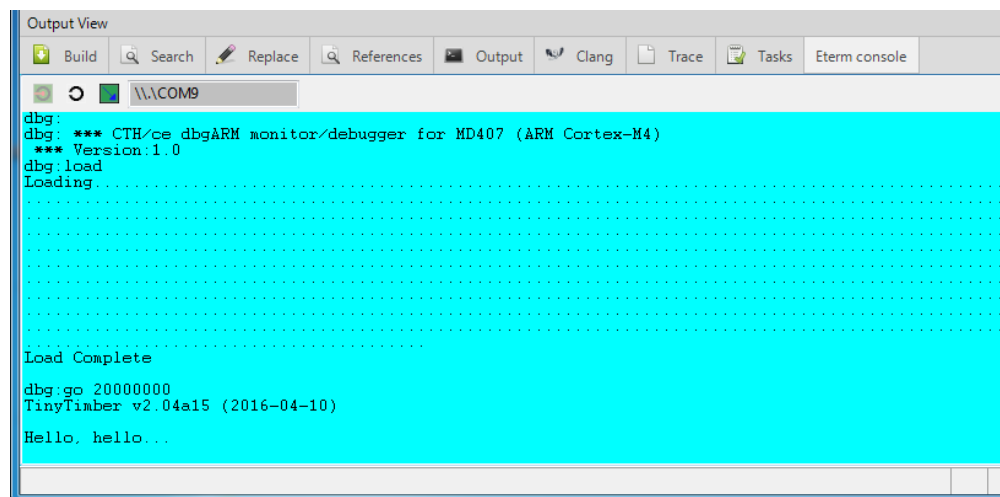 Output View
Build Search Replace References Output Clang Trace Tasks Eterm console
\\.\COM9
dbg:
dbg: *** CTH/ce dbgARM monitor/debugger for MD407 (ARM Cortex-M4)
*** Version:1.0
dbg:load
Loading..................................................................................................
....................................................................................................
....................................................................................................
....................................................................................................
....................................................................................................
....................................................................................................
....................................................................................................
....................................................................................................
....................................................................................................
.........................................
Load Complete
dbg:go 20000000
TinyTimber v2.04a15 (2016-04-10)
Hello, hello...